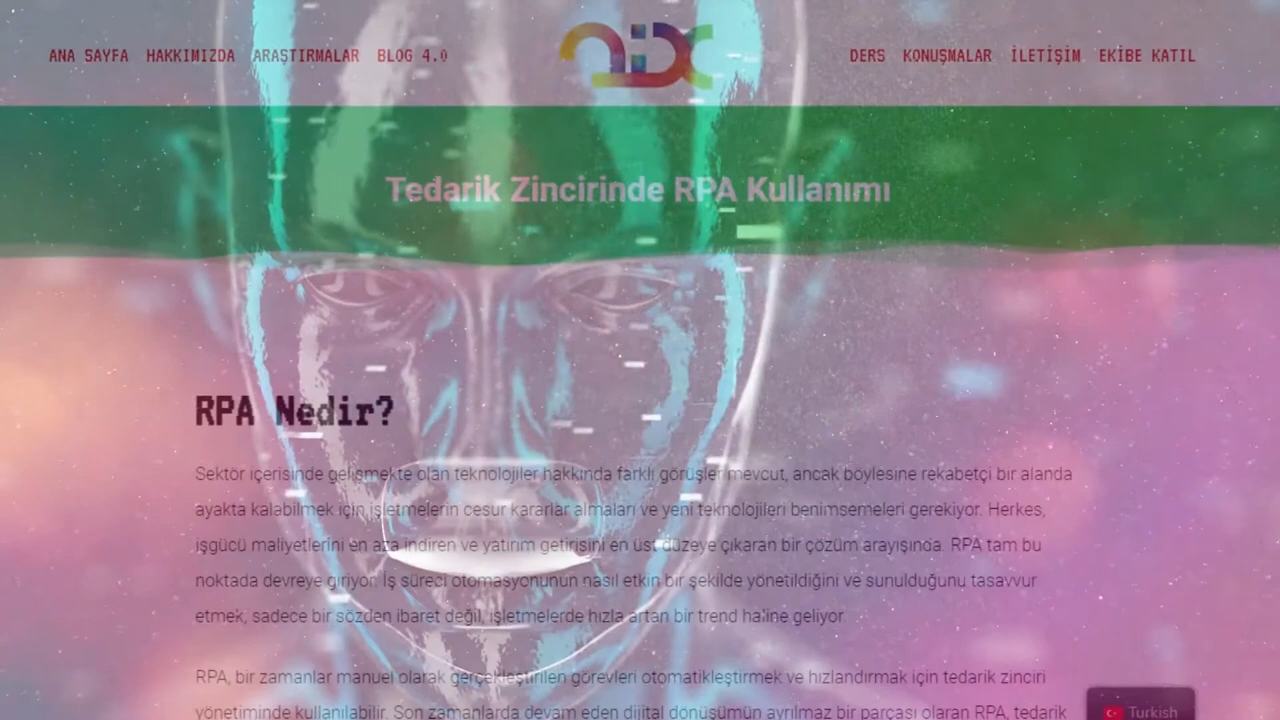 ANA SAYFA HAKKIMIZDA ARAŞTIRMALAR BLOG 4.0
DERS KONUŞMALAR İLETİŞİM EKİBE KATIL
Tedarik Zincirinde RPA Kullanımı
RPA Nedir?
Sektör içerisinde gelişmekte olan teknolojiler hakkında farklı görüşler mevcut, ancak böylesine rekabetçi bir alanda
ayakta kalabilmek için işletmelerin cesur kararlar almaları ve yeni teknolojileri benimsemeleri gerekiyor. Herkes,
işgücü maliyetlerini en aza indiren ve yatırım getirisini en üst düzeye çıkaran bir çözüm arayışında. RPA tam bu
noktada devreye giriyor. İş süreci otomasyonunun nasıl etkin bir şekilde yönetildiğini ve sunulduğunu tasavvur
etmek, sadece bir sözden ibaret değil, işletmelerde hızla artan bir trend haline geliyor.
RPA, bir zamanlar manuel olarak gerçekleştirilen görevleri otomatikleştirmek ve hızlandırmak için tedarik zinciri
yönetiminde kullanılabilir. Son zamanlarda devam eden dijital dönüşümün ayrılmaz bir parçası olan RPA, tedarik
Turkish